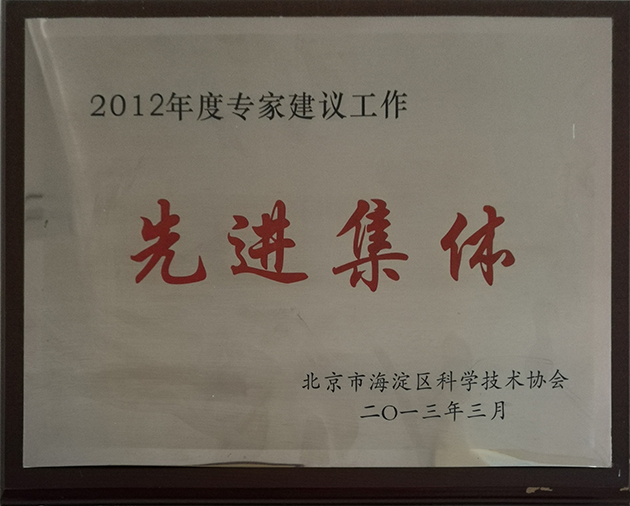 2012年度专家建议工作
先进集体
北京市海淀区科学技术协会
二〇一三年三月